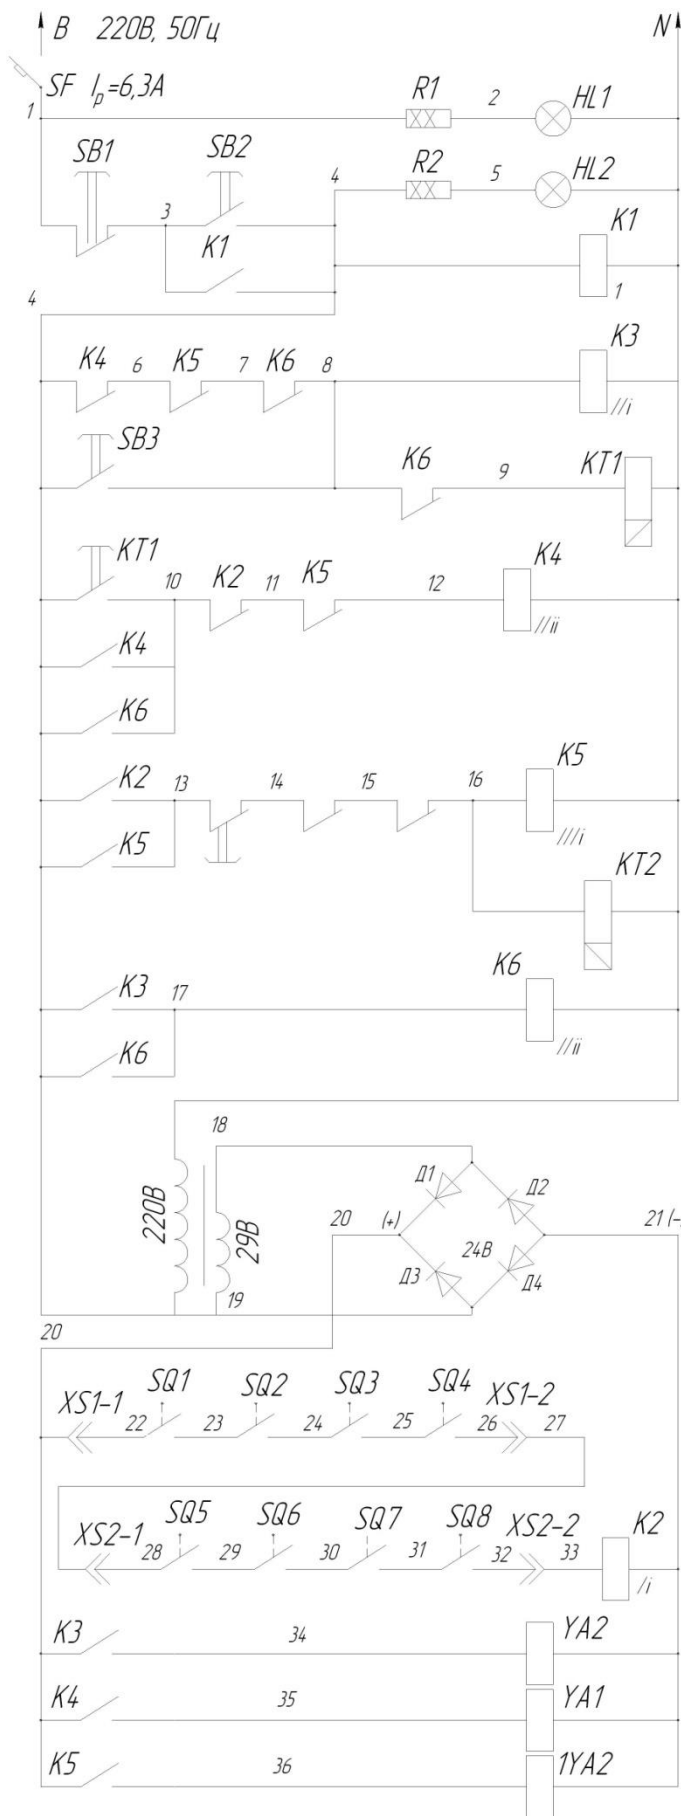 В 220В, 50Гц N
SF Iр=6,3А
1 R1 2 HL1
SB1 SB2 4 R2 5 HL2
3 K1 K1
1
4
K4 6 K5 7 K6 8 K3
//i
SB3 K6 9 KT1
KT1 10 K2 11 K5 12 K4
//ii
K4
K6
K2 13 14 15 16 K5
K5 ///i
KT2
K3 17 K6
K6 //ii
18
220В 29В Д1 Д2
20 (+) 24В 21 (-
19 Д3 Д4
20
XS1-1 SQ1 SQ2 SQ3 SQ4 XS1-2
22 23 24 25 26 27
XS2-1 SQ5 SQ6 SQ7 SQ8 XS2-2 K2
28 29 30 31 32 33
/i
K3 34 YA2
K4 35 YA1
K5 36 1YA2